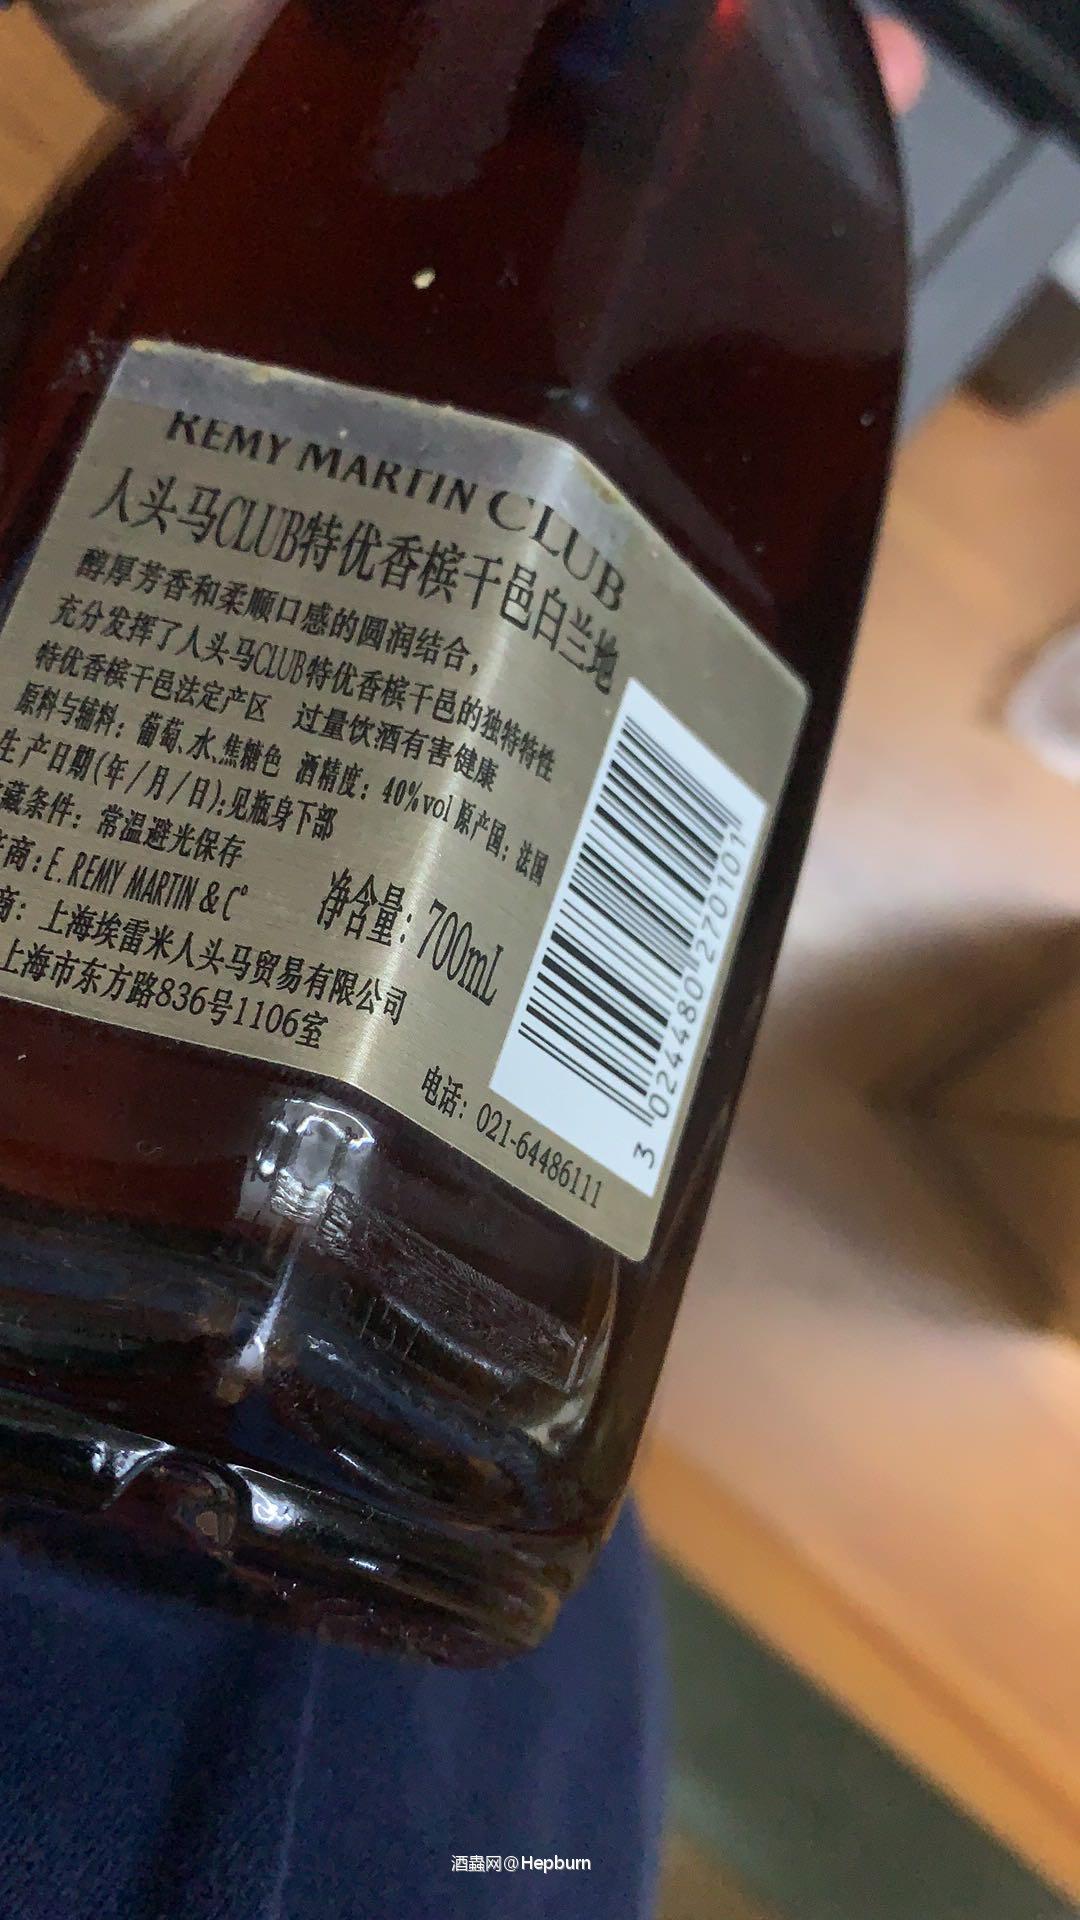 REMY MARTIN CLUB
人头马CLUB特优香槟干邑白兰地
醇厚芳香和柔顺口感的圆润结合，
充分发挥了人头马CLUB特优香槟干邑的独特特性
特优香槟干邑法定产区 过量饮酒有害健康
原料与辅料：葡萄、水、焦糖色 酒精度：40%vol 原产国：法国
生产日期(年/月/日)：见瓶身下部
藏条件：常温避光保存
商：E. REMY MARTIN & C°
净含量：700mL
商：上海埃雷米人头马贸易有限公司
上海市东方路836号1106室
电话：021-64486111
3 024480 270101
酒蟲网@Hepburn